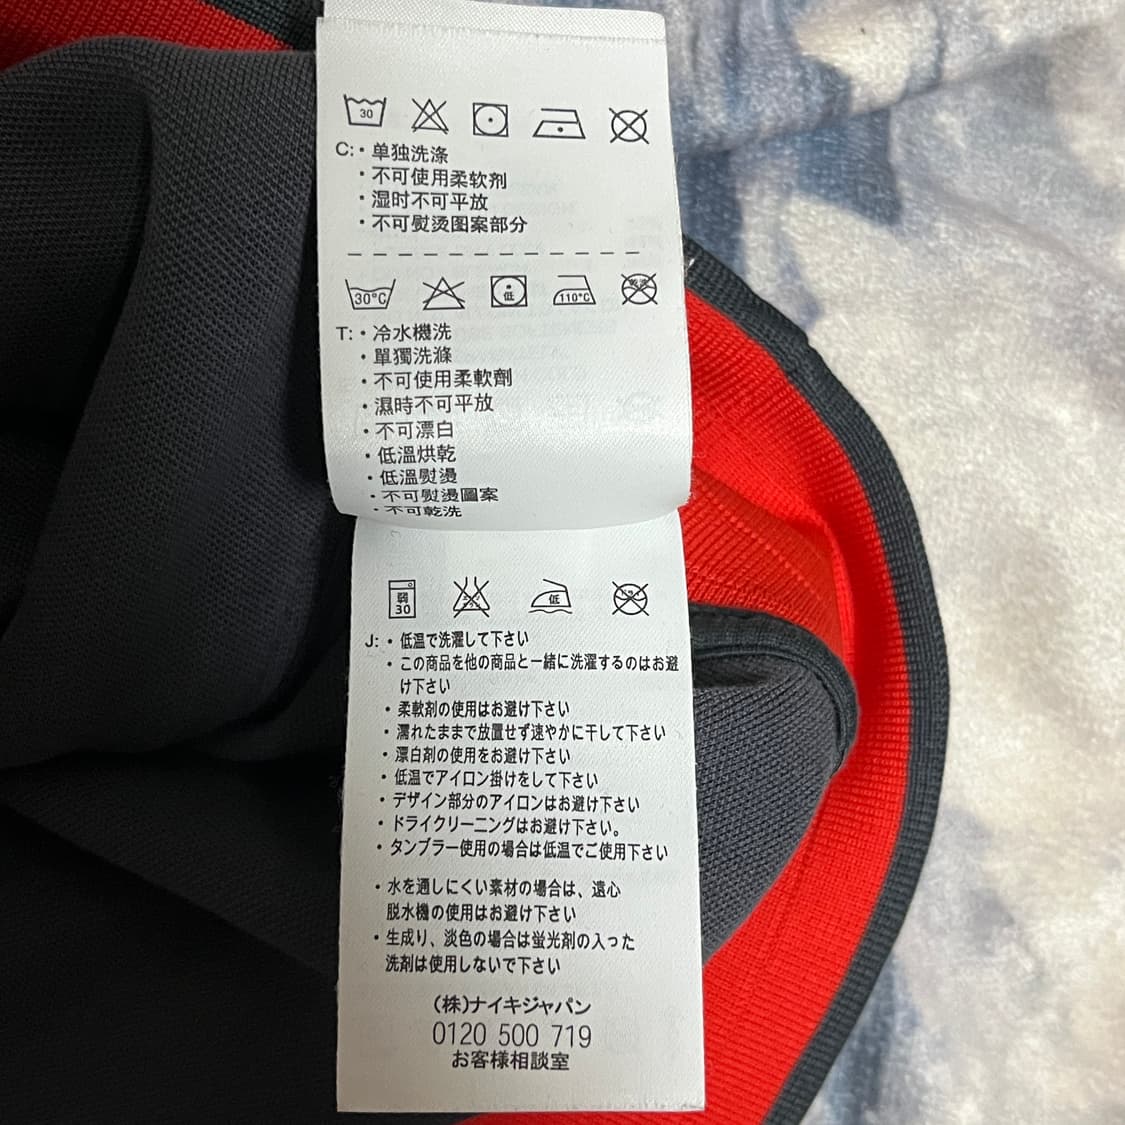 30
C:・单独洗涤
・不可使用柔软剂
・湿时不可平放
・不可熨烫图案部分
30°C 低 110°C 乾洗
T:・冷水機洗
・單獨洗滌
・不可使用柔軟劑
・濕時不可平放
・不可漂白
・低溫烘乾
・低溫熨燙
・不可熨燙圖案
・不可乾洗
弱 30 エンソ サラシ 低 ドライ
J:・低温で洗濯して下さい
・この商品を他の商品と一緒に洗濯するのはお避
け下さい
・柔軟剤の使用はお避け下さい
・濡れたままで放置せず速やかに干して下さい
・漂白剤の使用をお避け下さい
・低温でアイロン掛けをして下さい
・デザイン部分のアイロンはお避け下さい
・ドライクリーニングはお避け下さい。
・タンブラー使用の場合は低温でご使用下さい
・水を通しにくい素材の場合は、遠心
脱水機の使用はお避け下さい
・生成り、淡色の場合は蛍光剤の入った
洗剤は使用しないで下さい
(株)ナイキジャパン
0120 500 719
お客様相談室